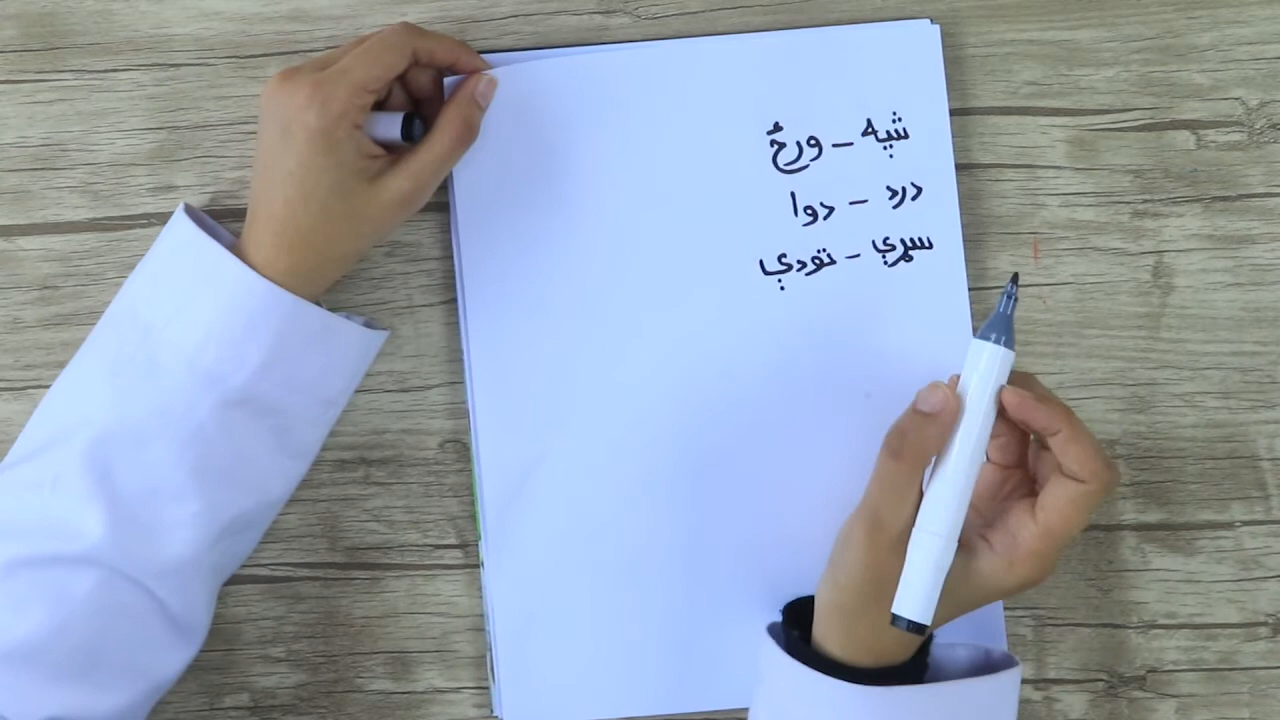 شپه – ورځ
درد – دوا
سړې – تودې